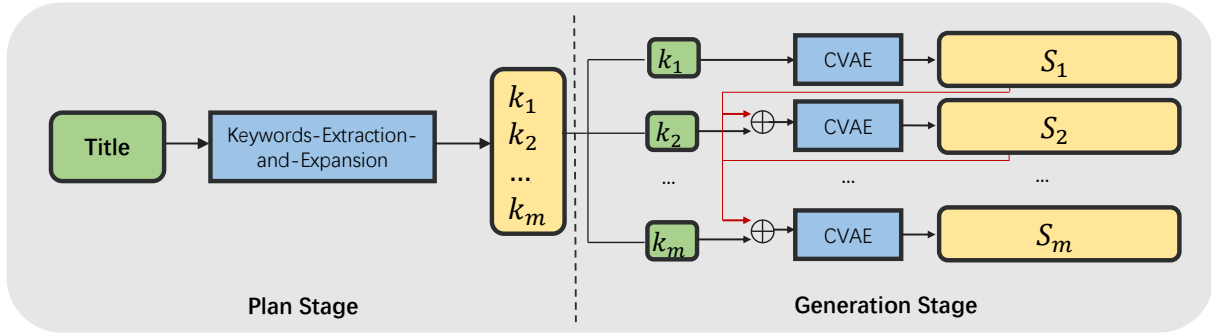 Title
Keywords-Extraction-
and-Expansion
k₁
k₂
...
kₘ
k₁
CVAE
S₁
k₂
CVAE
S₂
...
...
...
kₘ
CVAE
Sₘ
Plan Stage
Generation Stage